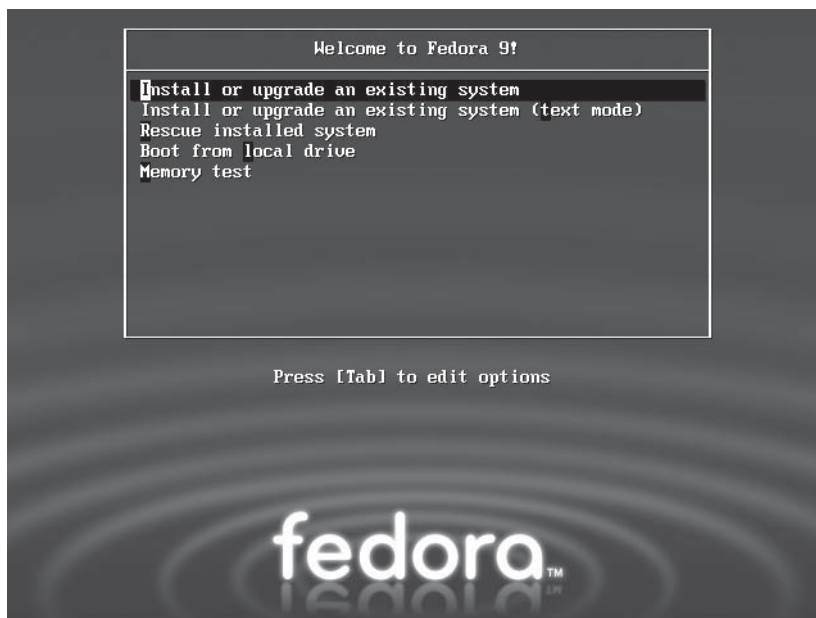 Welcome to Fedora 9!
Install or upgrade an existing system
Install or upgrade an existing system (text mode)
Rescue installed system
Boot from local drive
Memory test
Press [Tab] to edit options
fedora™